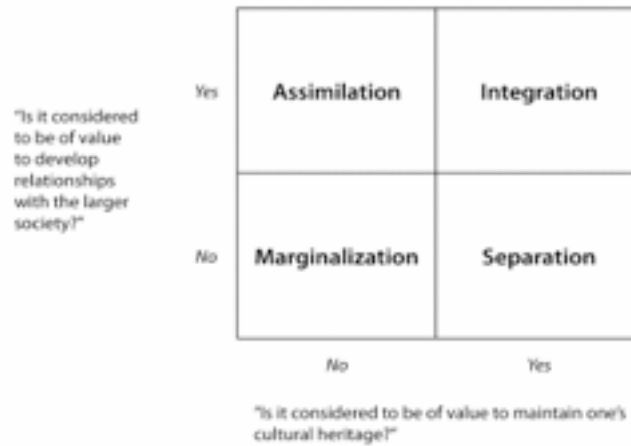 Yes
Assimilation
Integration
"Is it considered
to be of value
to develop
relationships
with the larger
society?"
No
Marginalization
Separation
No
Yes
"Is it considered to be of value to maintain one's
cultural heritage?"